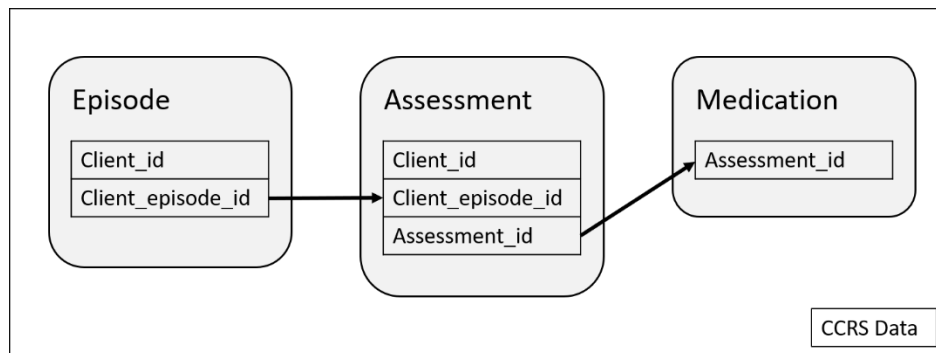 Episode
Client_id
Client_episode_id
Assessment
Client_id
Client_episode_id
Assessment_id
Medication
Assessment_id
CCRS Data